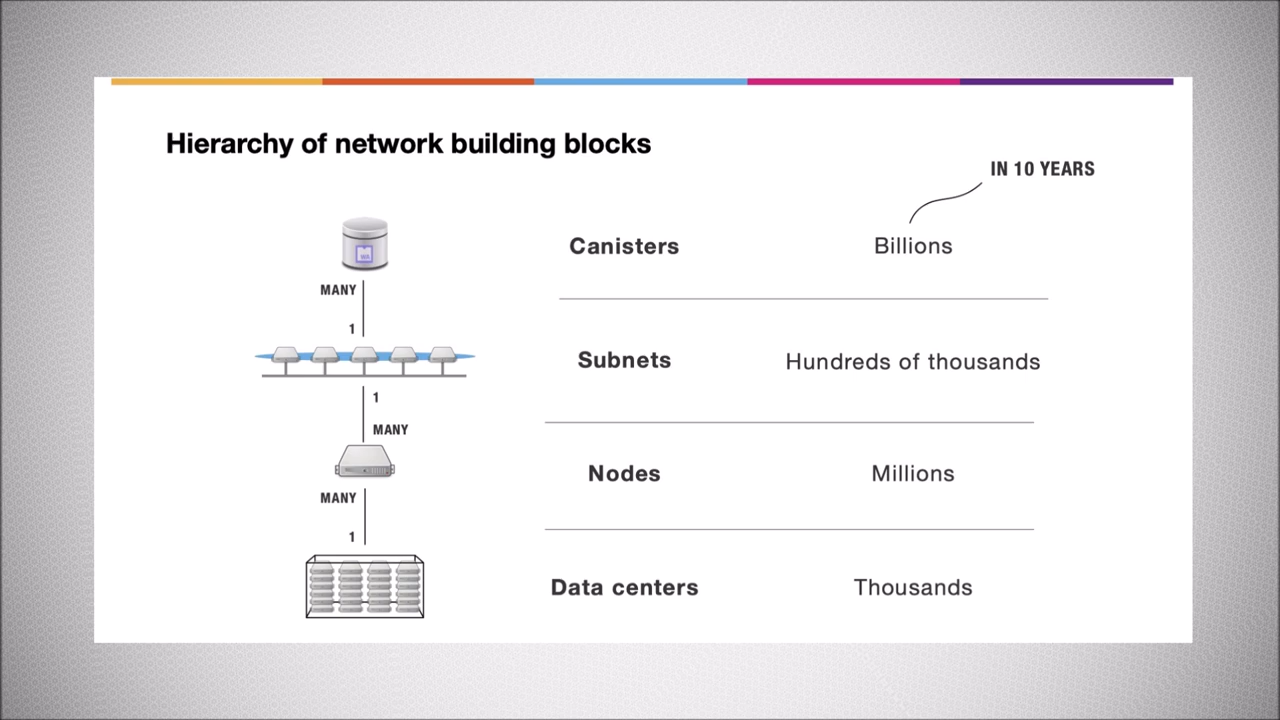 Hierarchy of network building blocks
IN 10 YEARS
Canisters
Billions
MANY
1
Subnets
Hundreds of thousands
1
MANY
Nodes
Millions
MANY
1
Data centers
Thousands